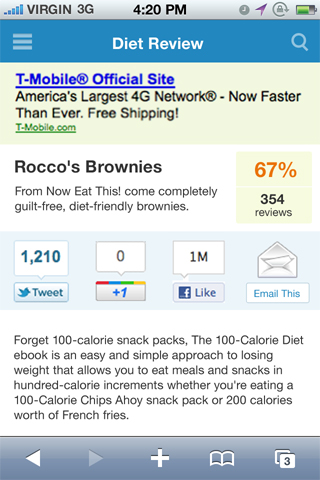 VIRGIN 3G 4:20 PM
Diet Review
T-Mobile® Official Site
America's Largest 4G Network® - Now Faster
Than Ever. Free Shipping!
T-Mobile.com
Rocco's Brownies
From Now Eat This! come completely
guilt-free, diet-friendly brownies.
67%
354
reviews
1,210
0
1M
Tweet
+1
Like
Email This
Forget 100-calorie snack packs, The 100-Calorie Diet
ebook is an easy and simple approach to losing
weight that allows you to eat meals and snacks in
hundred-calorie increments whether you're eating a
100-Calorie Chips Ahoy snack pack or 200 calories
worth of French fries.
3